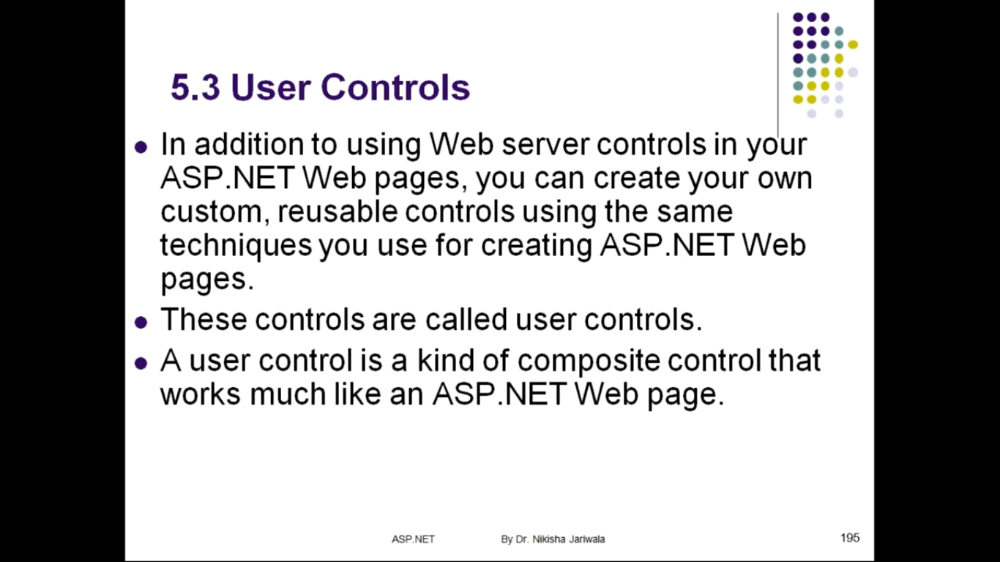 5.3 User Controls
In addition to using Web server controls in your
ASP.NET Web pages, you can create your own
custom, reusable controls using the same
techniques you use for creating ASP.NET Web
pages.
These controls are called user controls.
A user control is a kind of composite control that
works much like an ASP.NET Web page.
ASP.NET By Dr. Nikisha Jariwala 195